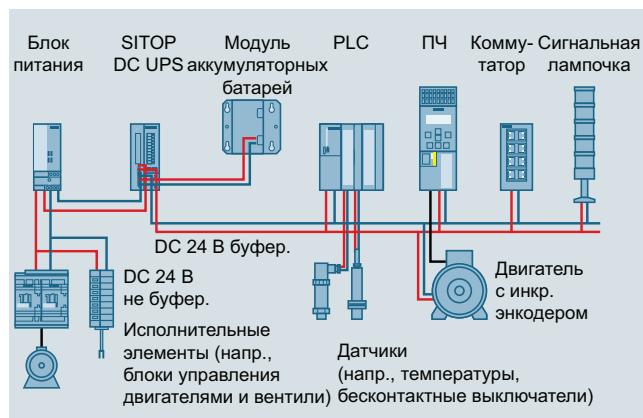 Блок
питания
SITOP
DC UPS
Модуль
аккумуляторных
батарей
PLC
ПЧ
Комму-
татор
Сигнальная
лампочка
DC 24 В буфер.
DC 24 В
не буфер.
Исполнительные
элементы (напр.,
блоки управления
двигателями и вентили)
Датчики
(напр., температуры,
бесконтактные выключатели)
Двигатель
с инкр.
энкодером